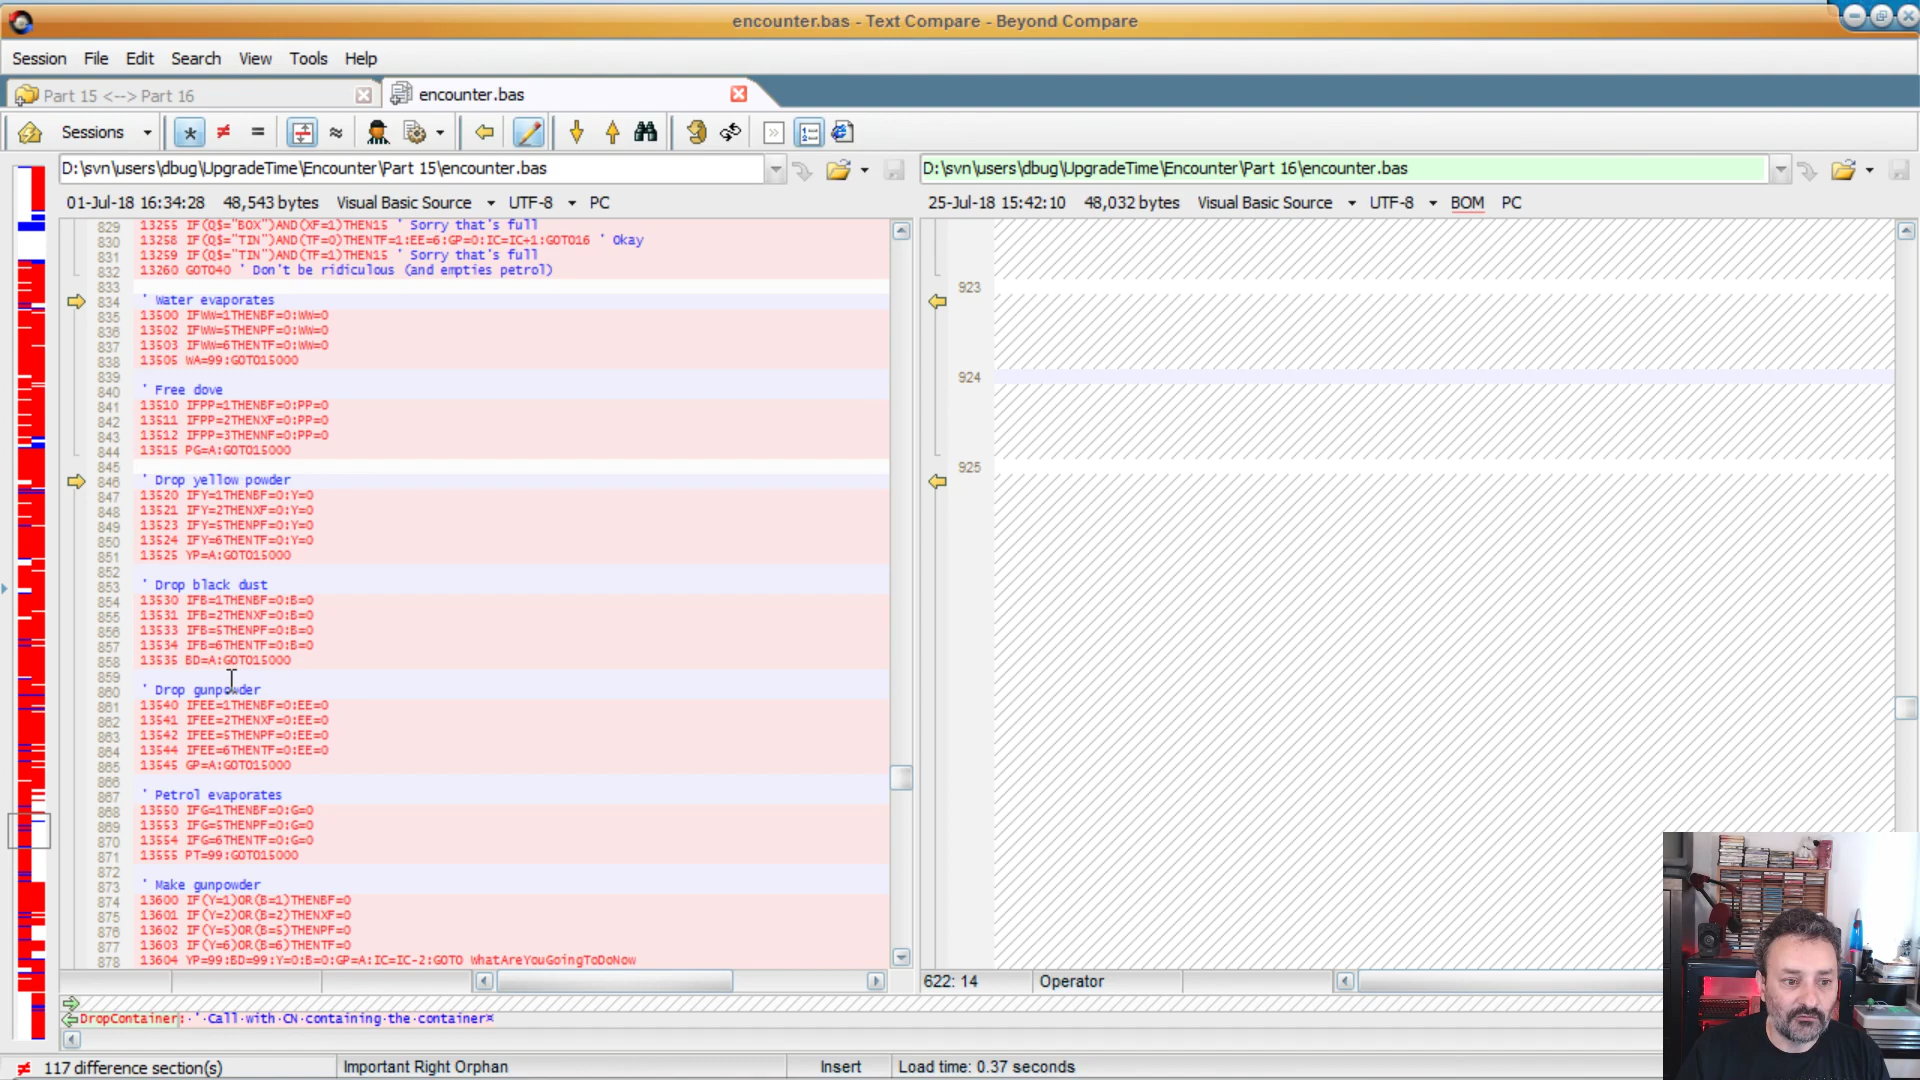 encounter.bas - Text Compare - Beyond Compare
Session File Edit Search View Tools Help
Part 15 <--> Part 16
encounter.bas
Sessions
D:\svn\users\dbug\UpgradeTime\Encounter\Part 15\encounter.bas
D:\svn\users\dbug\UpgradeTime\Encounter\Part 16\encounter.bas
01-Jul-18 16:34:28 48,543 bytes Visual Basic Source UTF-8 PC
25-Jul-18 15:42:10 48,032 bytes Visual Basic Source UTF-8 BOM PC
829 13255 IF(Q$="BOX")AND(XF=1)THEN15 ' Sorry that's full
830 13258 IF(Q$="TIN")AND(TF=0)THENTF=1:EE=6:GP=0:IC=IC+1:GOTO16 ' Okay
831 13259 IF(Q$="TIN")AND(TF=1)THEN15 ' Sorry that's full
832 13260 GOTO40 ' Don't be ridiculous (and empties petrol)
833
923
834 ' Water evaporates
835 13500 IFWW=1THENBF=0:WW=0
836 13502 IFWW=5THENPF=0:WW=0
837 13503 IFWW=6THENTF=0:WW=0
838 13505 WA=99:GOTO15000
839
924
840 ' Free dove
841 13510 IFPP=1THENBF=0:PP=0
842 13511 IFPP=2THENXF=0:PP=0
843 13512 IFPP=3THENNF=0:PP=0
844 13515 PG=A:GOTO15000
845
925
846 ' Drop yellow powder
847 13520 IFY=1THENBF=0:Y=0
848 13521 IFY=2THENXF=0:Y=0
849 13523 IFY=5THENPF=0:Y=0
850 13524 IFY=6THENTF=0:Y=0
851 13525 YP=A:GOTO15000
852
853 ' Drop black dust
854 13530 IFB=1THENBF=0:B=0
855 13531 IFB=2THENXF=0:B=0
856 13533 IFB=5THENPF=0:B=0
857 13534 IFB=6THENTF=0:B=0
858 13535 BD=A:GOTO15000
859
860 ' Drop gunpowder
861 13540 IFEE=1THENBF=0:EE=0
862 13541 IFEE=2THENXF=0:EE=0
863 13542 IFEE=5THENPF=0:EE=0
864 13544 IFEE=6THENTF=0:EE=0
865 13545 GP=A:GOTO15000
866
867 ' Petrol evaporates
868 13550 IFG=1THENBF=0:G=0
869 13553 IFG=5THENPF=0:G=0
870 13554 IFG=6THENTF=0:G=0
871 13555 PT=99:GOTO15000
872
873 ' Make gunpowder
874 13600 IF(Y=1)OR(B=1)THENBF=0
875 13601 IF(Y=2)OR(B=2)THENXF=0
876 13602 IF(Y=5)OR(B=5)THENPF=0
877 13603 IF(Y=6)OR(B=6)THENTF=0
878 13604 YP=99:BD=99:Y=0:B=0:GP=A:IC=IC-2:GOTO WhatAreYouGoingToDoNow
622: 14 Operator
DropContainer: ' Call with CN containing the container
117 difference section(s) Important Right Orphan Insert Load time: 0.37 seconds